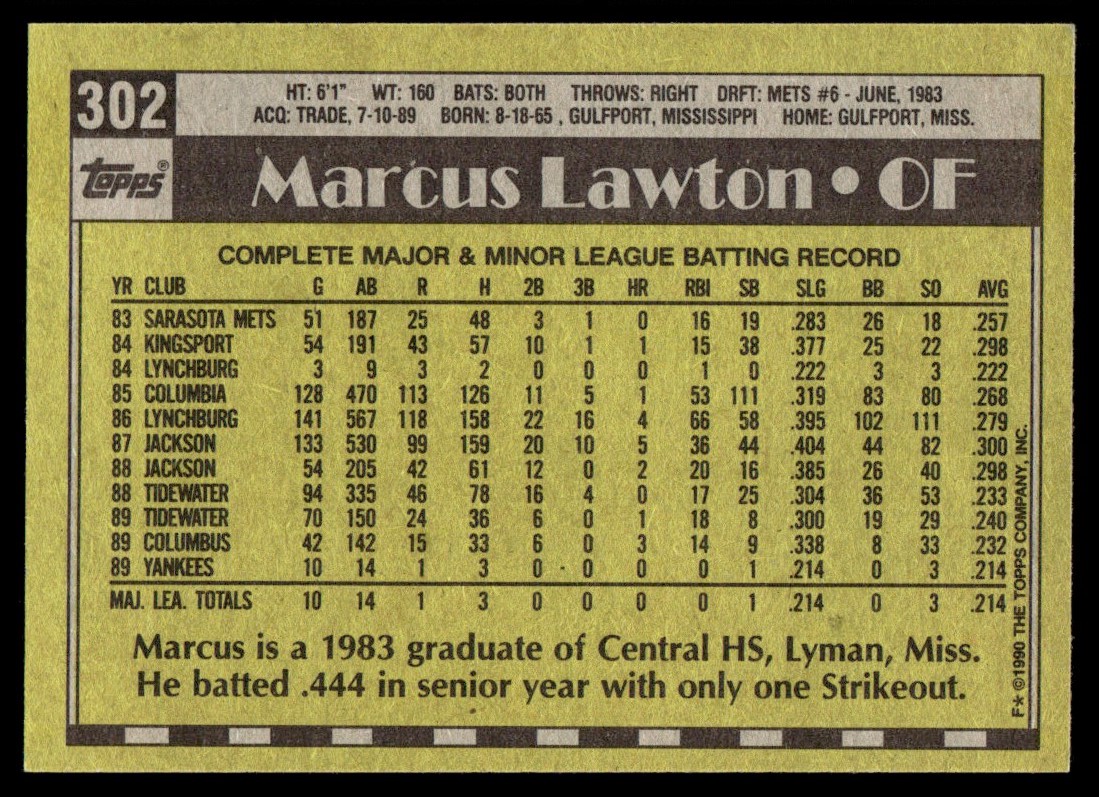 302
HT: 6'1" WT: 160 BATS: BOTH THROWS: RIGHT DRFT: METS #6 - JUNE, 1983
ACQ: TRADE, 7-10-89 BORN: 8-18-65 , GULFPORT, MISSISSIPPI HOME: GULFPORT, MISS.
TOPPS®
Marcus Lawton • OF
COMPLETE MAJOR & MINOR LEAGUE BATTING RECORD
YR CLUB G AB R H 2B 3B HR RBI SB SLG BB SO AVG
83 SARASOTA METS 51 187 25 48 3 1 0 16 19 .283 26 18 .257
84 KINGSPORT 54 191 43 57 10 1 1 15 38 .377 25 22 .298
84 LYNCHBURG 3 9 3 2 0 0 0 1 0 .222 3 3 .222
85 COLUMBIA 128 470 113 126 11 5 1 53 111 .319 83 80 .268
86 LYNCHBURG 141 567 118 158 22 16 4 66 58 .395 102 111 .279
87 JACKSON 133 530 99 159 20 10 5 36 44 .404 44 82 .300
88 JACKSON 54 205 42 61 12 0 2 20 16 .385 26 40 .298
88 TIDEWATER 94 335 46 78 16 4 0 17 25 .304 36 53 .233
89 TIDEWATER 70 150 24 36 6 0 1 18 8 .300 19 29 .240
89 COLUMBUS 42 142 15 33 6 0 3 14 9 .338 8 33 .232
89 YANKEES 10 14 1 3 0 0 0 0 1 .214 0 3 .214
MAJ. LEA. TOTALS 10 14 1 3 0 0 0 0 1 .214 0 3 .214
Marcus is a 1983 graduate of Central HS, Lyman, Miss.
He batted .444 in senior year with only one Strikeout.
F* ©1990 THE TOPPS COMPANY, INC.